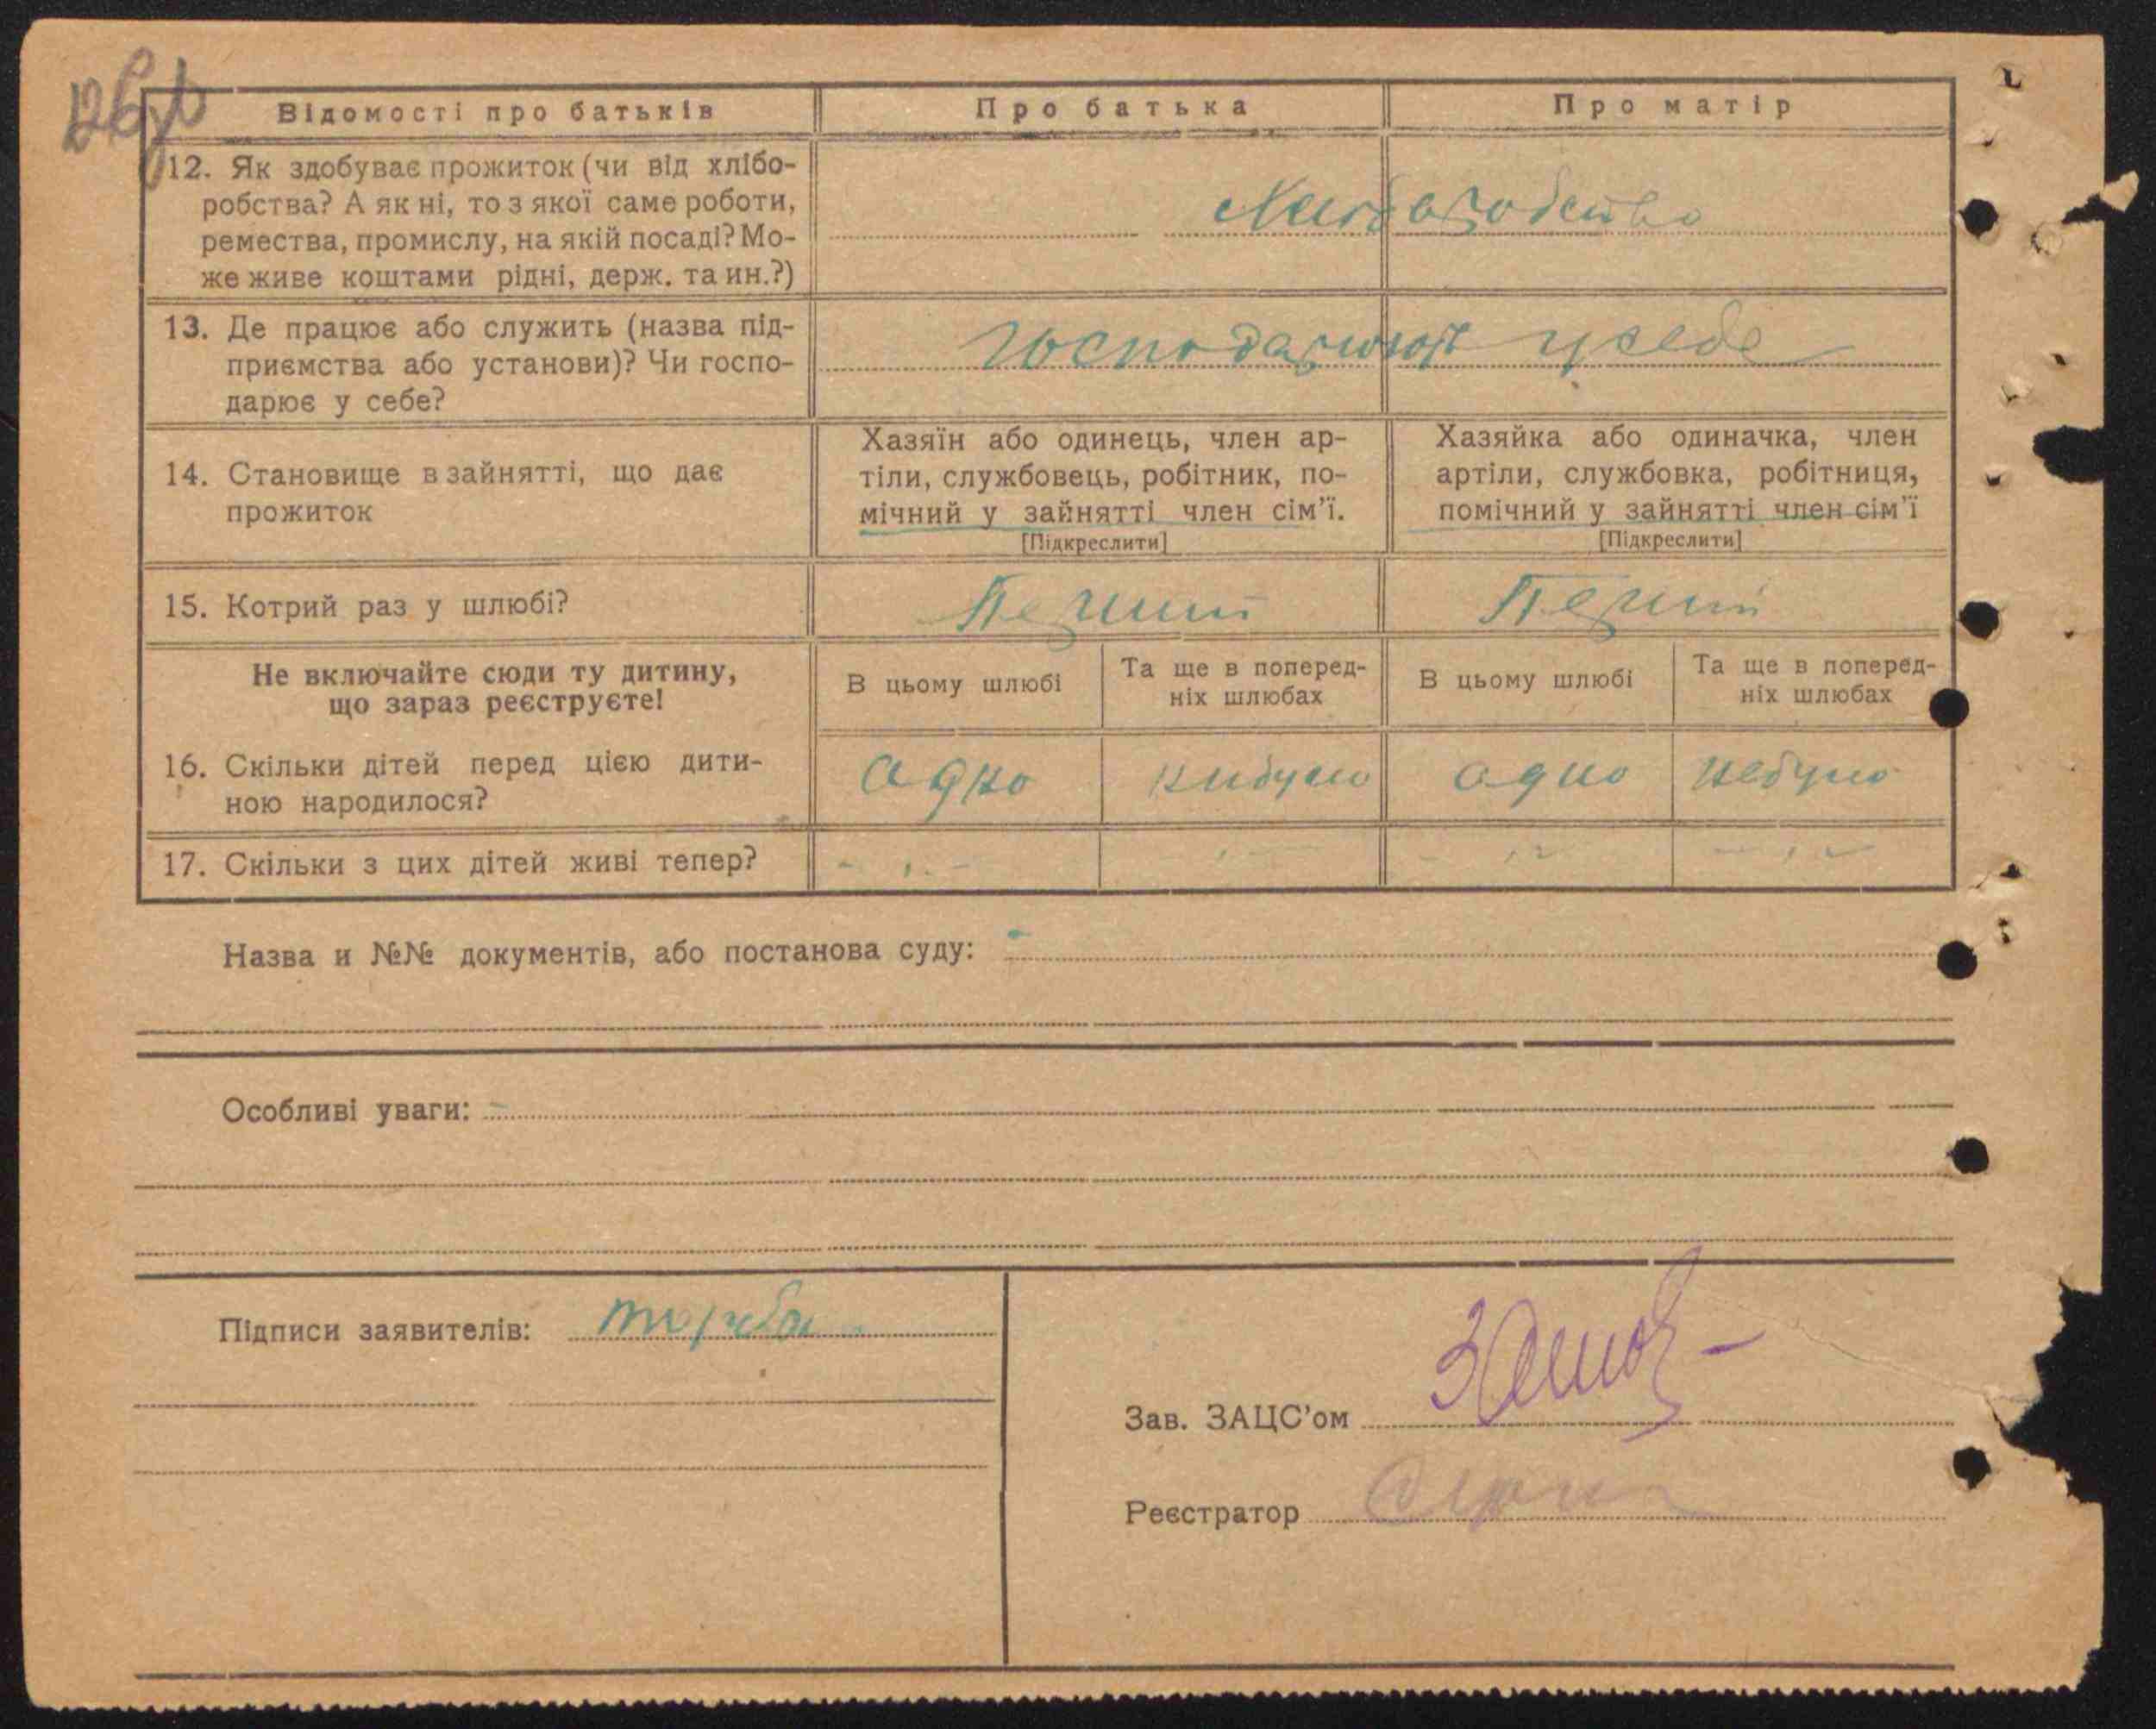 Відомості про батьків Про батька Про матір
12. Як здобуває прожиток (чи від хлібо-
робства? А як ні, то з якої саме роботи,
ремества, промислу, на якій посаді? Мо-
же живе коштами рідні, держ. та ин.?)
13. Де працює або служить (назва під-
приємства або установи)? Чи госпо-
дарює у себе?
Господарюют усебе
14. Становище в зайнятті, що дає
прожиток
Хазяїн або одинець, член ар-
тіли, службовець, робітник, по-
мічний у зайнятті член сім'ї.
[Підкреслити]
Хазяйка або одиначка, член
артіли, службовка, робітниця,
помічний у зайнятті член сім'ї
[Підкреслити]
15. Котрий раз у шлюбі? Перший Перший
Не включайте сюди ту дитину,
що зараз реєструєте!
В цьому шлюбі
Та ще в поперед-
ніх шлюбах
В цьому шлюбі
Та ще в поперед-
ніх шлюбах
16. Скільки дітей перед цією дити-
ною народилося?
одно небуло одно небуло
17. Скільки з цих дітей живі тепер?
Назва и №№ документів, або постанова суду: -
Особливі уваги: -
Підписи заявителів:
Зав. ЗАЦС'ом
Реєстратор